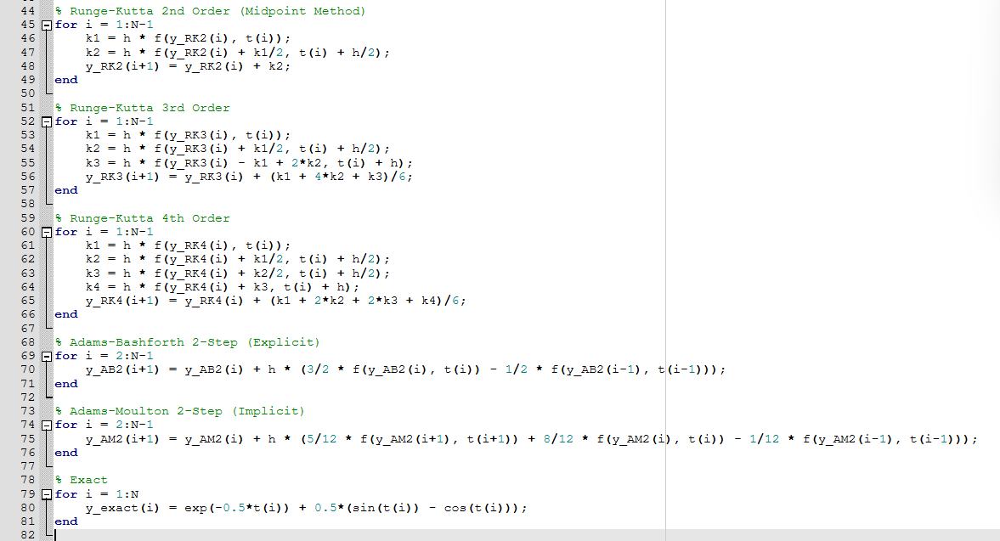 44 % Runge-Kutta 2nd Order (Midpoint Method)
45 for i = 1:N-1
46 k1 = h * f(y_RK2(i), t(i));
47 k2 = h * f(y_RK2(i) + k1/2, t(i) + h/2);
48 y_RK2(i+1) = y_RK2(i) + k2;
49 end
50
51 % Runge-Kutta 3rd Order
52 for i = 1:N-1
53 k1 = h * f(y_RK3(i), t(i));
54 k2 = h * f(y_RK3(i) + k1/2, t(i) + h/2);
55 k3 = h * f(y_RK3(i) - k1 + 2*k2, t(i) + h);
56 y_RK3(i+1) = y_RK3(i) + (k1 + 4*k2 + k3)/6;
57 end
58
59 % Runge-Kutta 4th Order
60 for i = 1:N-1
61 k1 = h * f(y_RK4(i), t(i));
62 k2 = h * f(y_RK4(i) + k1/2, t(i) + h/2);
63 k3 = h * f(y_RK4(i) + k2/2, t(i) + h/2);
64 k4 = h * f(y_RK4(i) + k3, t(i) + h);
65 y_RK4(i+1) = y_RK4(i) + (k1 + 2*k2 + 2*k3 + k4)/6;
66 end
67
68 % Adams-Bashforth 2-Step (Explicit)
69 for i = 2:N-1
70 y_AB2(i+1) = y_AB2(i) + h * (3/2 * f(y_AB2(i), t(i)) - 1/2 * f(y_AB2(i-1), t(i-1)));
71 end
72
73 % Adams-Moulton 2-Step (Implicit)
74 for i = 2:N-1
75 y_AM2(i+1) = y_AM2(i) + h * (5/12 * f(y_AM2(i+1), t(i+1)) + 8/12 * f(y_AM2(i), t(i)) - 1/12 * f(y_AM2(i-1), t(i-1)));
76 end
77
78 % Exact
79 for i = 1:N
80 y_exact(i) = exp(-0.5*t(i)) + 0.5*(sin(t(i)) - cos(t(i)));
81 end
82